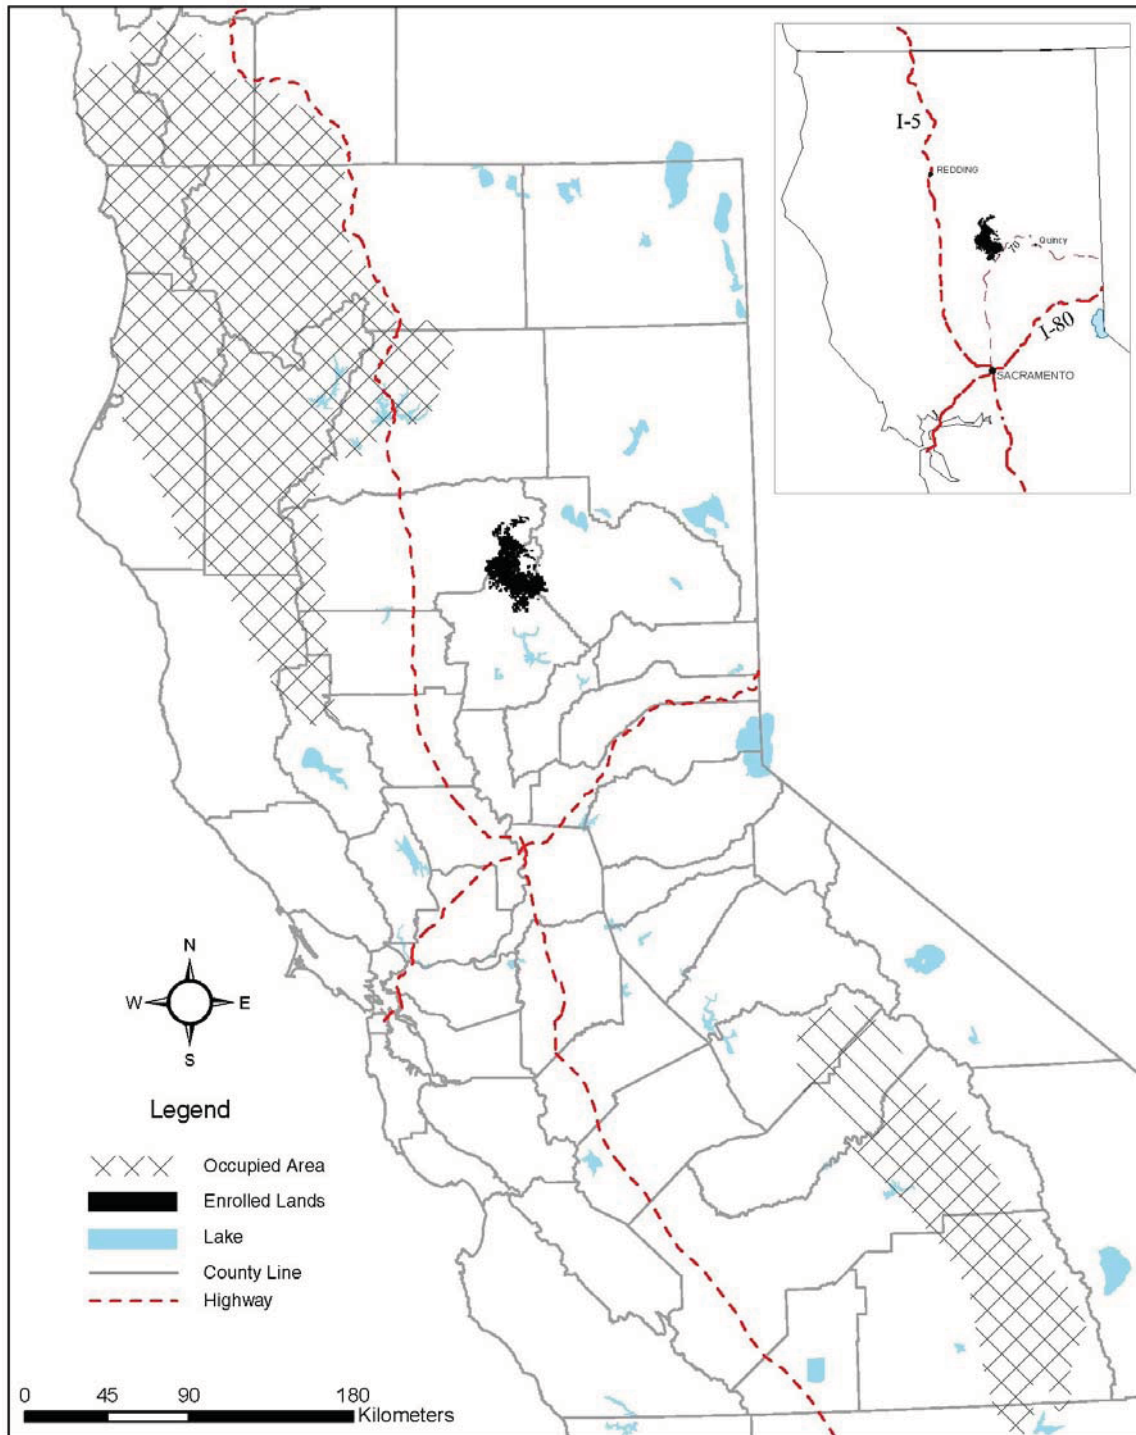 I-5
REDDING
Quincy
70
I-80
SACRAMENTO
N
W E
S
Legend
Occupied Area
Enrolled Lands
Lake
County Line
Highway
0 45 90 180
Kilometers